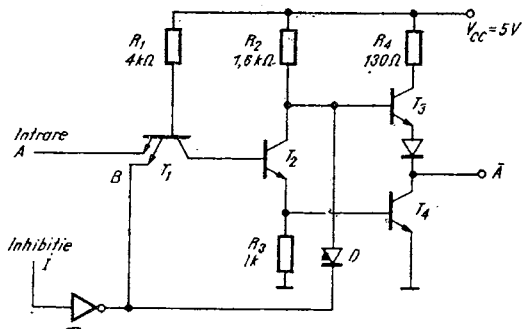 R1
4kΩ
R2
1,6kΩ
R4
130Ω
VCC=5V
T3
Intrare
A
B
T1
T2
Ā
T4
Inhibiție
I
R3
1k
D